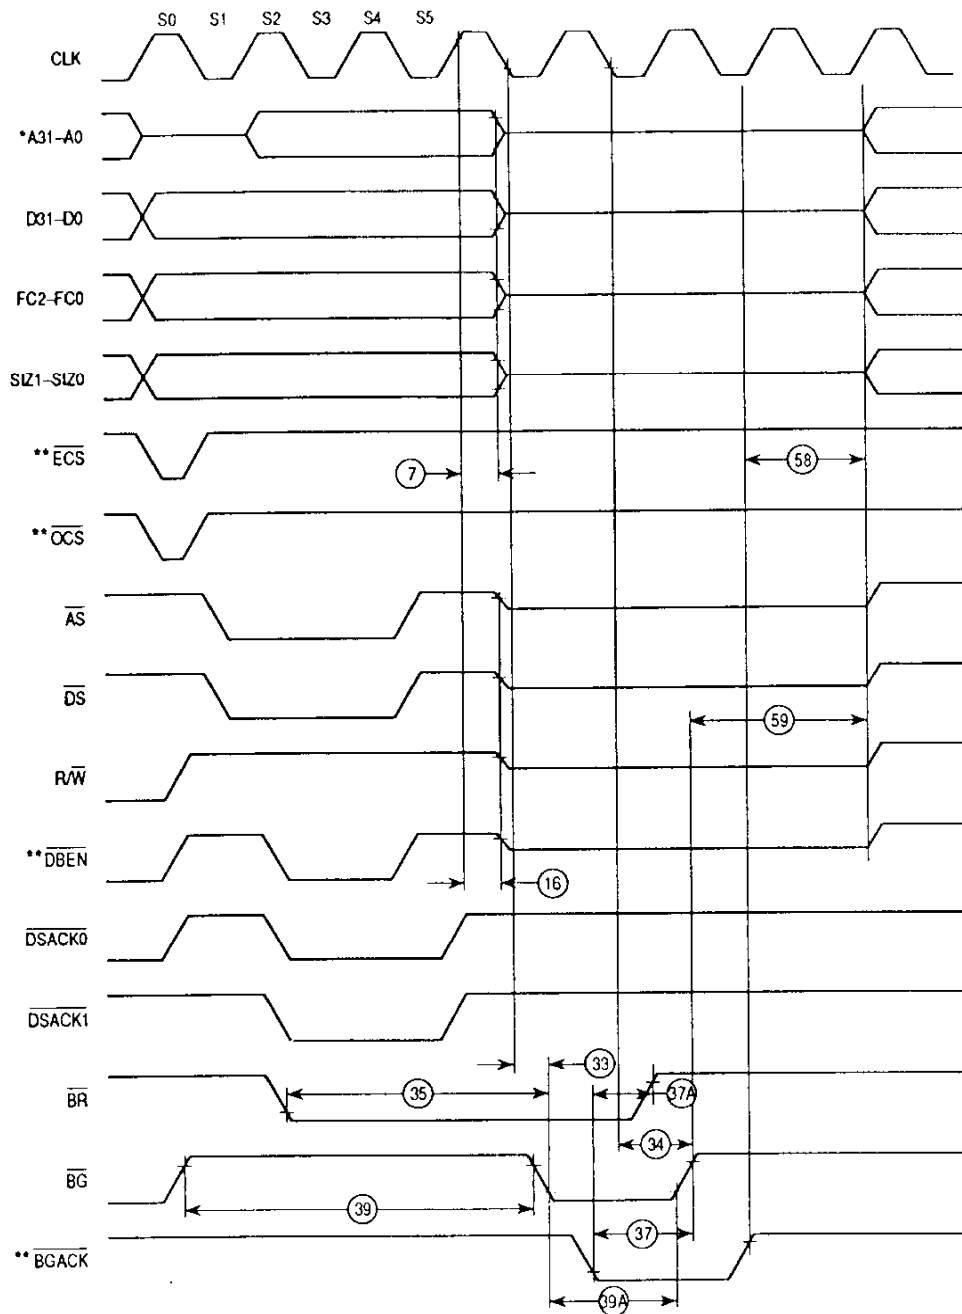 S0 S1 S2 S3 S4 S5
CLK
*A31–A0
D31–D0
FC2–FC0
SIZ1–SIZ0
**ECS
7
58
**OCS
AS
DS
59
R/W
**DBEN
16
DSACK0
DSACK1
33
BR
35
37A
34
BG
39
37
**BGACK
39A